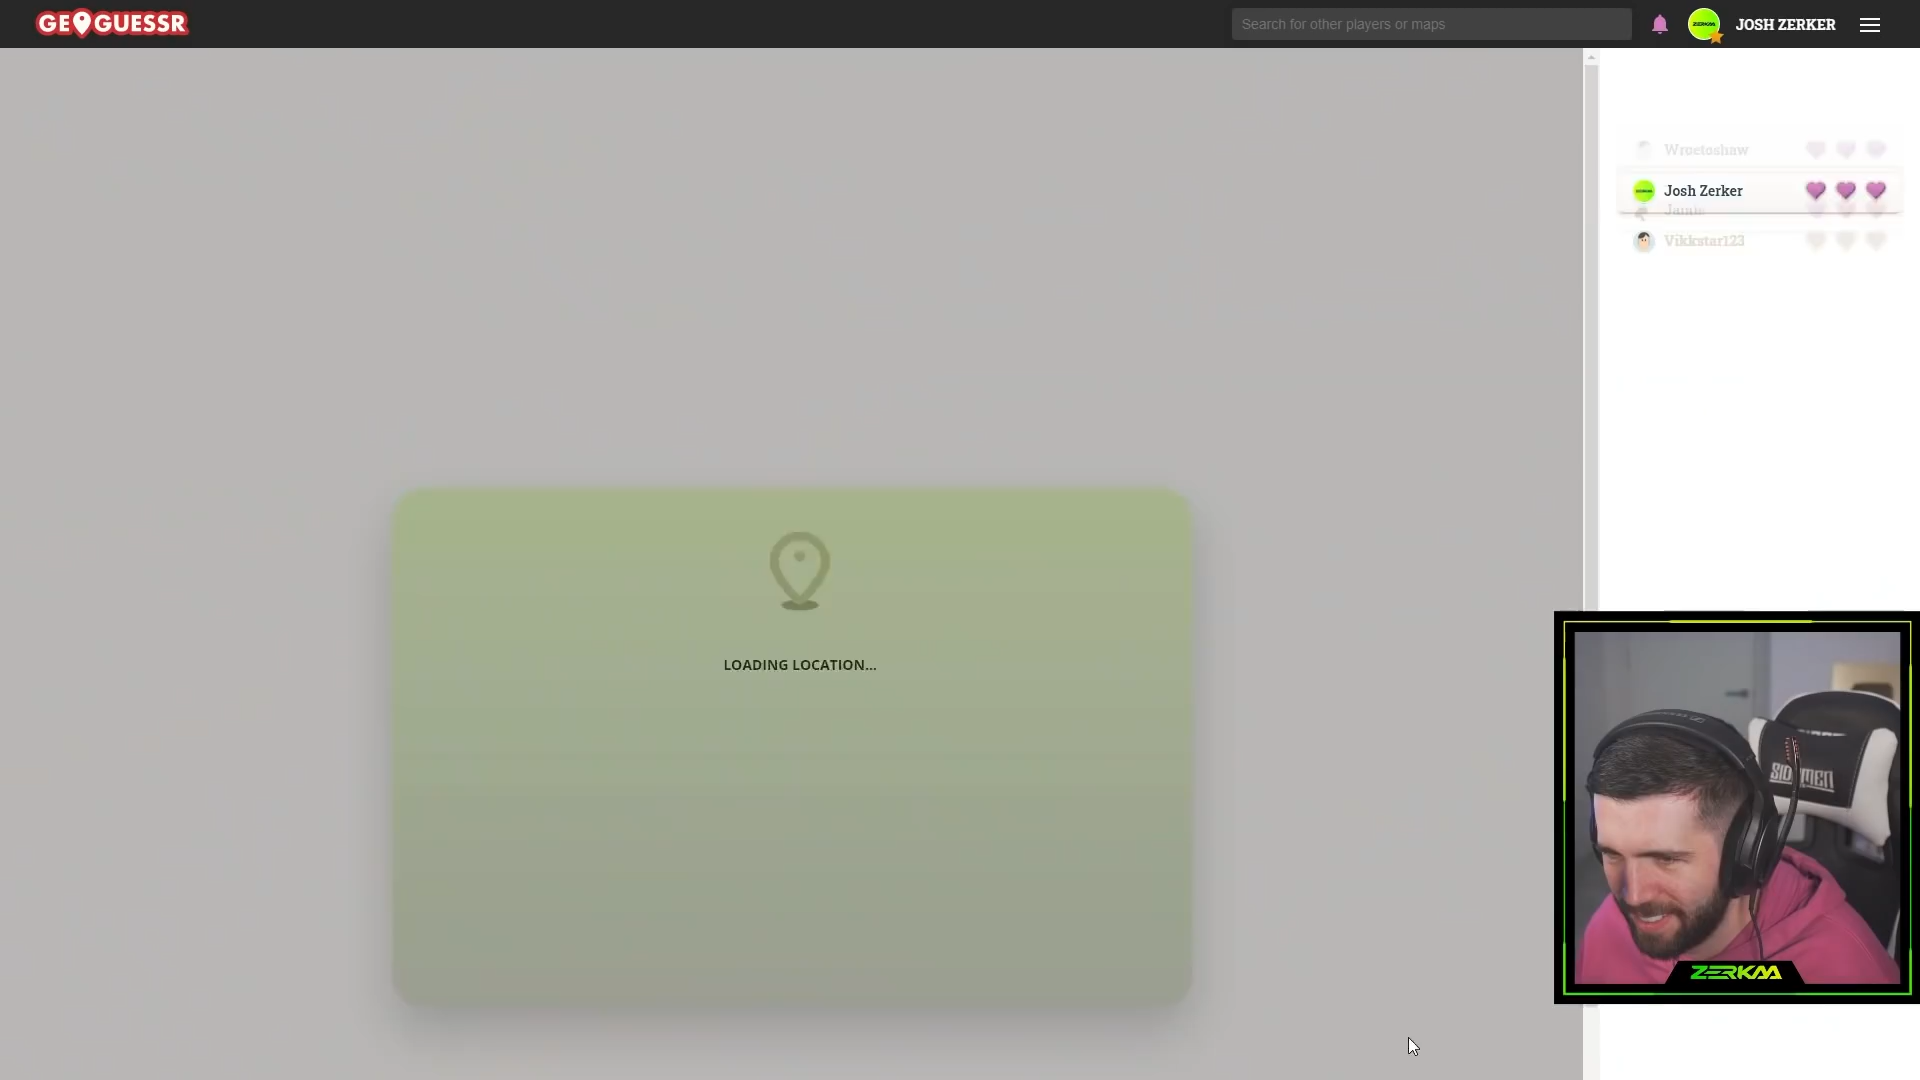 GEOGUESSR
Search for other players or maps
JOSH ZERKER
Wroetoshaw
Josh Zerker
Vikkstar123
LOADING LOCATION...
SIDEMEN
ZERKAA